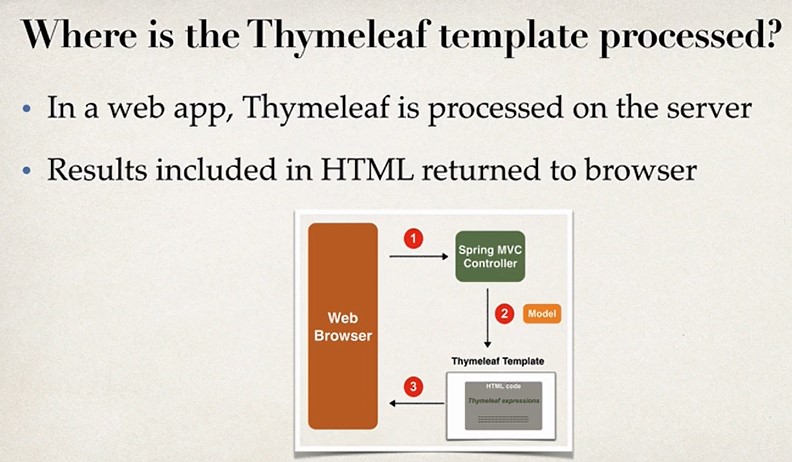 Where is the Thymeleaf template processed?
• In a web app, Thymeleaf is processed on the server
• Results included in HTML returned to browser
1
Spring MVC
Controller
Web
Browser
2
Model
Thymeleaf Template
3
HTML code
Thymeleaf expressions